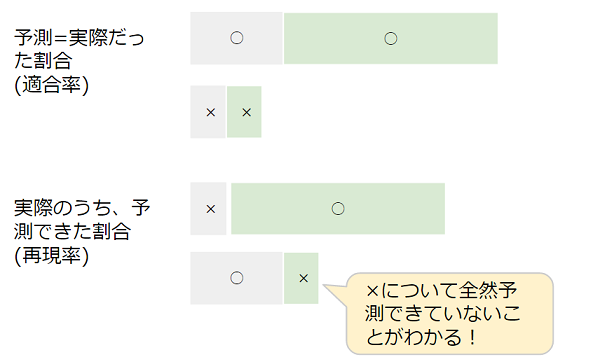 予測=実際だっ
た割合
(適合率)
○ ○
× ×
実際のうち、予
測できた割合
(再現率)
× ○
○ ×
×について全然予
測できていないこ
とがわかる！